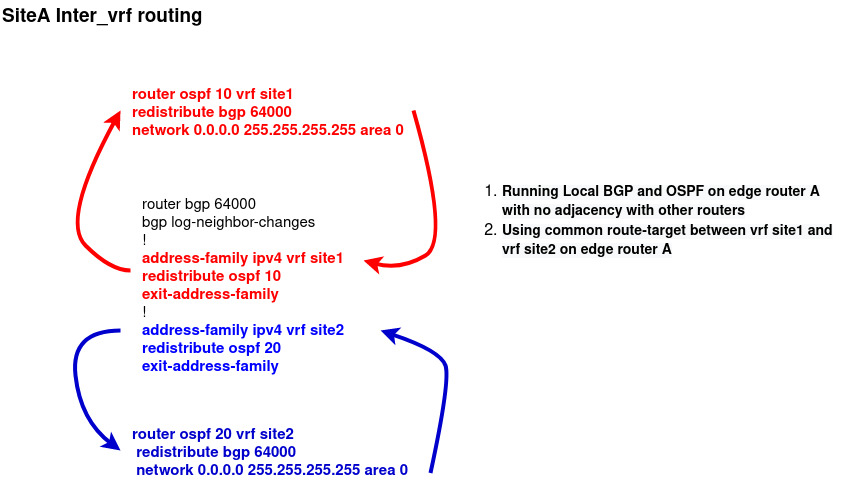 SiteA Inter_vrf routing
router ospf 10 vrf site1
redistribute bgp 64000
network 0.0.0.0 255.255.255.255 area 0
router bgp 64000
bgp log-neighbor-changes
!
address-family ipv4 vrf site1
redistribute ospf 10
exit-address-family
!
address-family ipv4 vrf site2
redistribute ospf 20
exit-address-family
router ospf 20 vrf site2
redistribute bgp 64000
network 0.0.0.0 255.255.255.255 area 0
1. Running Local BGP and OSPF on edge router A
with no adjacency with other routers
2. Using common route-target between vrf site1 and
vrf site2 on edge router A